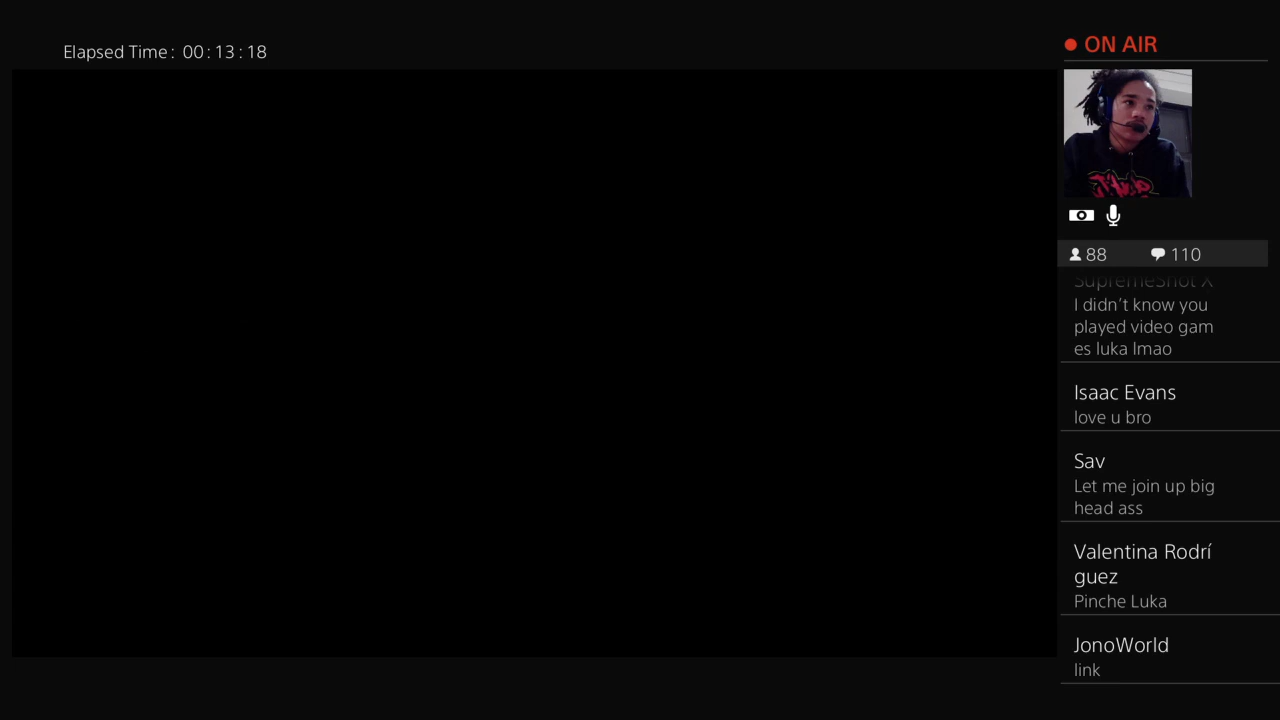 Elapsed Time: 00:13:18
ON AIR
88 110
SupremeShot X
I didn't know you
played video gam
es luka lmao
Isaac Evans
love u bro
Sav
Let me join up big
head ass
Valentina Rodrí
guez
Pinche Luka
JonoWorld
link